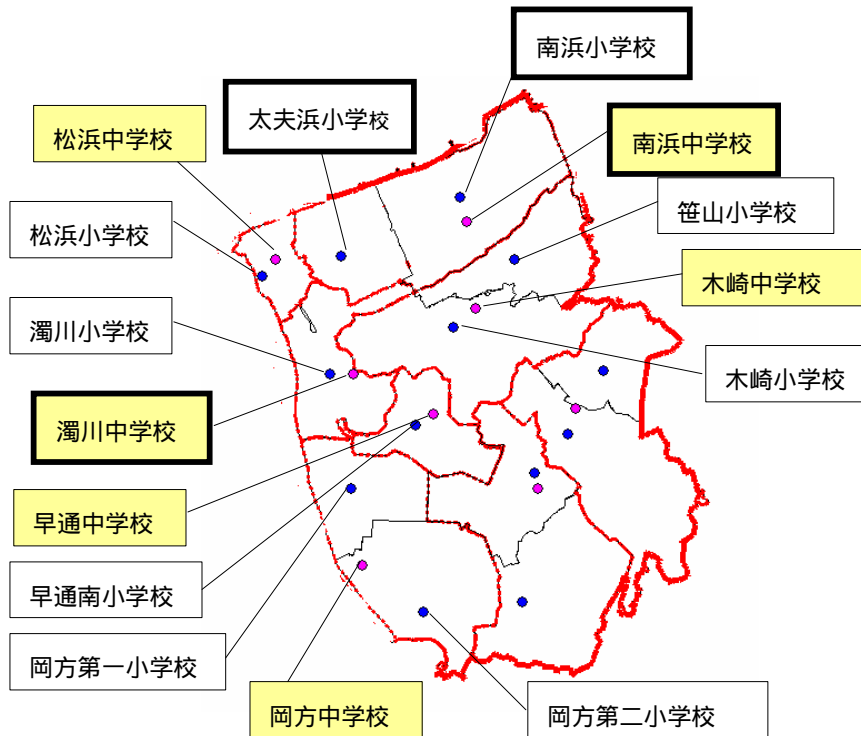 南浜小学校
太夫浜小学校
松浜中学校
南浜中学校
笹山小学校
松浜小学校
木崎中学校
濁川小学校
木崎小学校
濁川中学校
早通中学校
早通南小学校
岡方第一小学校
岡方中学校
岡方第二小学校